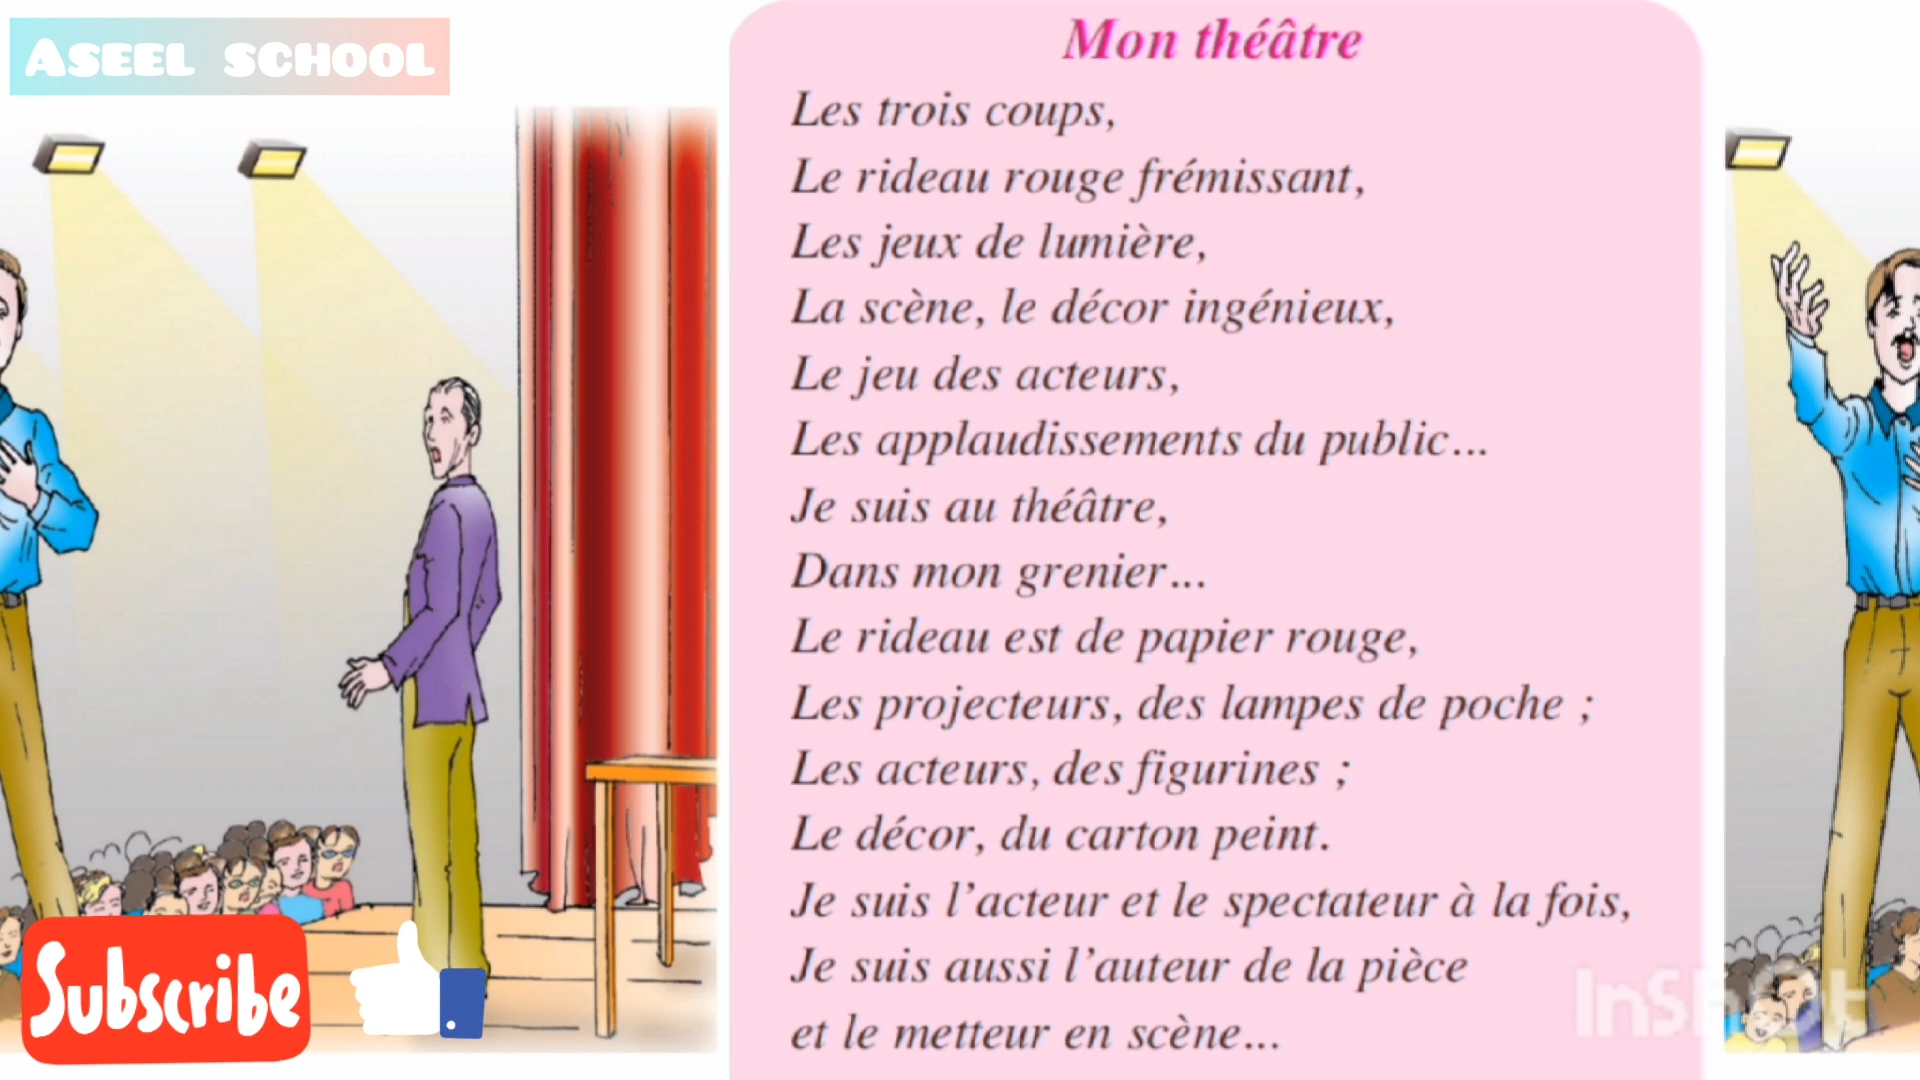 ASEEL SCHOOL
Mon théâtre
Les trois coups,
Le rideau rouge frémissant,
Les jeux de lumière,
La scène, le décor ingénieux,
Le jeu des acteurs,
Les applaudissements du public...
Je suis au théâtre,
Dans mon grenier...
Le rideau est de papier rouge,
Les projecteurs, des lampes de poche ;
Les acteurs, des figurines ;
Le décor, du carton peint.
Je suis l'acteur et le spectateur à la fois,
Je suis aussi l'auteur de la pièce
et le metteur en scène...
Subscribe
InShOt